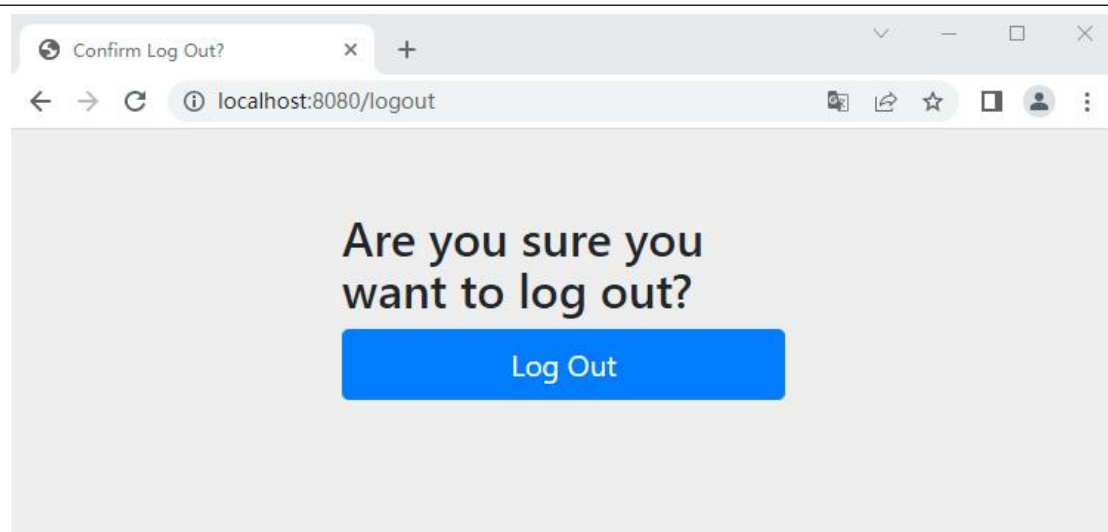 Confirm Log Out?
localhost:8080/logout
Are you sure you
want to log out?
Log Out